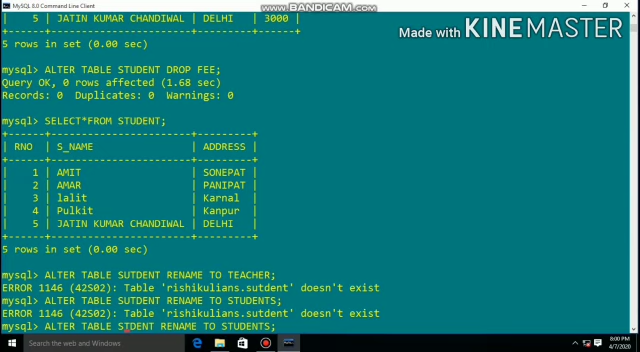 MySQL 8.0 Command Line Client
www.BANDICAM.com
Made with KINEMASTER
|    5 | JATIN KUMAR CHANDIWAL | DELHI   | 3000 |
+------+-----------------------+---------+------+
5 rows in set (0.00 sec)
mysql> ALTER TABLE STUDENT DROP FEE;
Query OK, 0 rows affected (1.68 sec)
Records: 0  Duplicates: 0  Warnings: 0
mysql> SELECT*FROM STUDENT;
+------+-----------------------+---------+
| RNO  | S_NAME                | ADDRESS |
+------+-----------------------+---------+
|    1 | AMIT                  | SONEPAT |
|    2 | AMAR                  | PANIPAT |
|    3 | lalit                 | Karnal  |
|    4 | Pulkit                | Kanpur  |
|    5 | JATIN KUMAR CHANDIWAL | DELHI   |
+------+-----------------------+---------+
5 rows in set (0.00 sec)
mysql> ALTER TABLE SUTDENT RENAME TO TEACHER;
ERROR 1146 (42S02): Table 'rishikulians.sutdent' doesn't exist
mysql> ALTER TABLE SUTDENT RENAME TO STUDENTS;
ERROR 1146 (42S02): Table 'rishikulians.sutdent' doesn't exist
mysql> ALTER TABLE STDENT RENAME TO STUDENTS;
Search the web and Windows
8:00 PM
4/7/2020